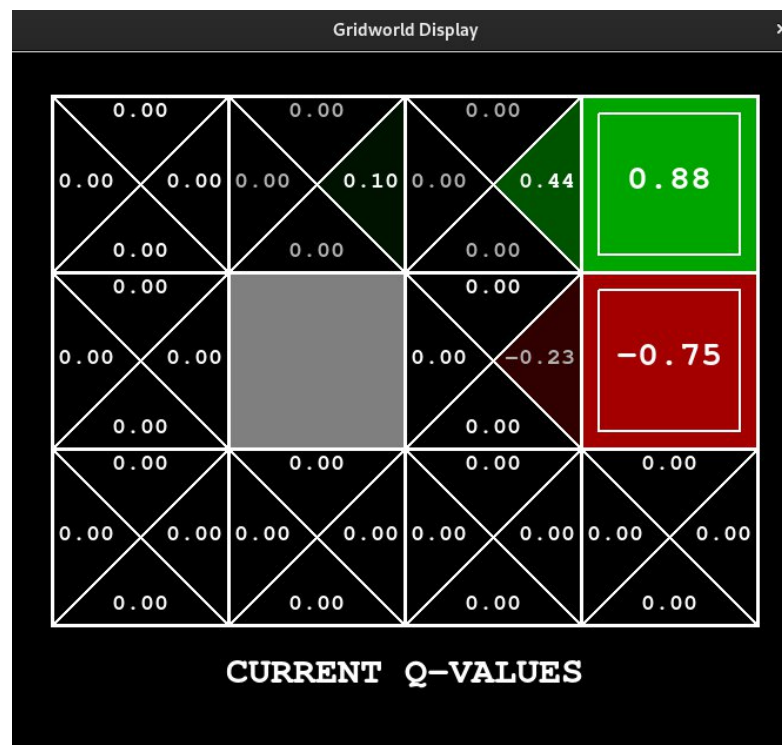 Gridworld Display ×
0.00 0.00 0.00
0.00 0.00 0.00 0.10 0.00 0.44 0.88
0.00 0.00 0.00
0.00 0.00
0.00 0.00 0.00 −0.23 −0.75
0.00 0.00
0.00 0.00 0.00 0.00
0.00 0.00 0.00 0.00 0.00 0.00 0.00 0.00
0.00 0.00 0.00 0.00
CURRENT Q−VALUES